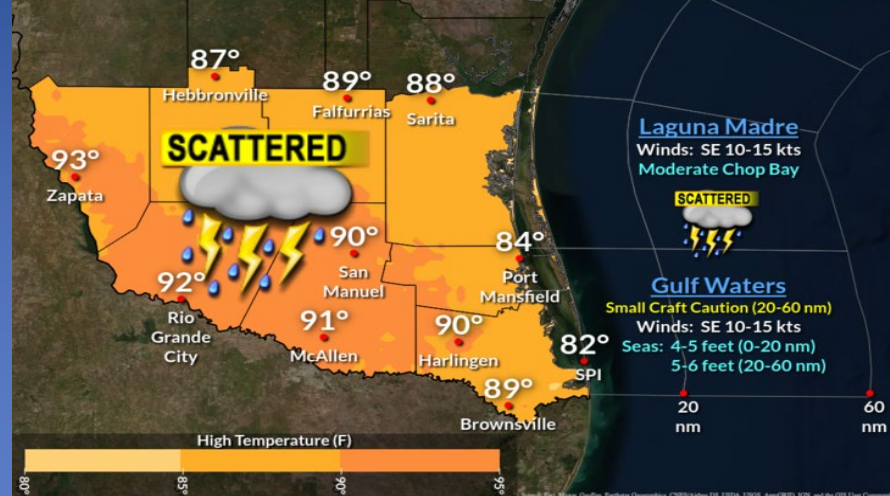 87°
Hebbronville
89°
Falfurrias
88°
Sarita
SCATTERED
93°
Zapata
90°
San
Manuel
84°
Port
Mansfield
92°
Rio
Grande
City
91°
McAllen
90°
Harlingen
82°
SPI
89°
Brownsville
Laguna Madre
Winds: SE 10-15 kts
Moderate Chop Bay
SCATTERED
Gulf Waters
Small Craft Caution (20-60 nm)
Winds: SE 10-15 kts
Seas: 4-5 feet (0-20 nm)
5-6 feet (20-60 nm)
20
nm
60
nm
High Temperature (F)
80° 85° 90° 95°